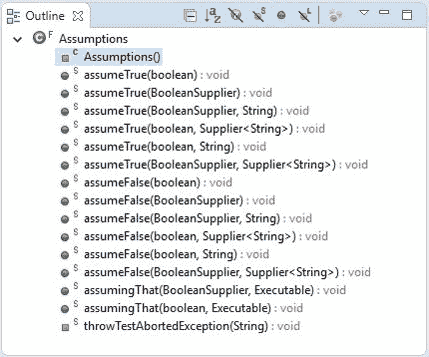 Outline
F Assumptions
c Assumptions()
S assumeTrue(boolean) : void
S assumeTrue(BooleanSupplier) : void
S assumeTrue(BooleanSupplier, String) : void
S assumeTrue(boolean, Supplier<String>) : void
S assumeTrue(boolean, String) : void
S assumeTrue(BooleanSupplier, Supplier<String>) : void
S assumeFalse(boolean) : void
S assumeFalse(BooleanSupplier) : void
S assumeFalse(BooleanSupplier, String) : void
S assumeFalse(boolean, Supplier<String>) : void
S assumeFalse(boolean, String) : void
S assumeFalse(BooleanSupplier, Supplier<String>) : void
S assumingThat(BooleanSupplier, Executable) : void
S assumingThat(boolean, Executable) : void
S throwTestAbortedException(String) : void